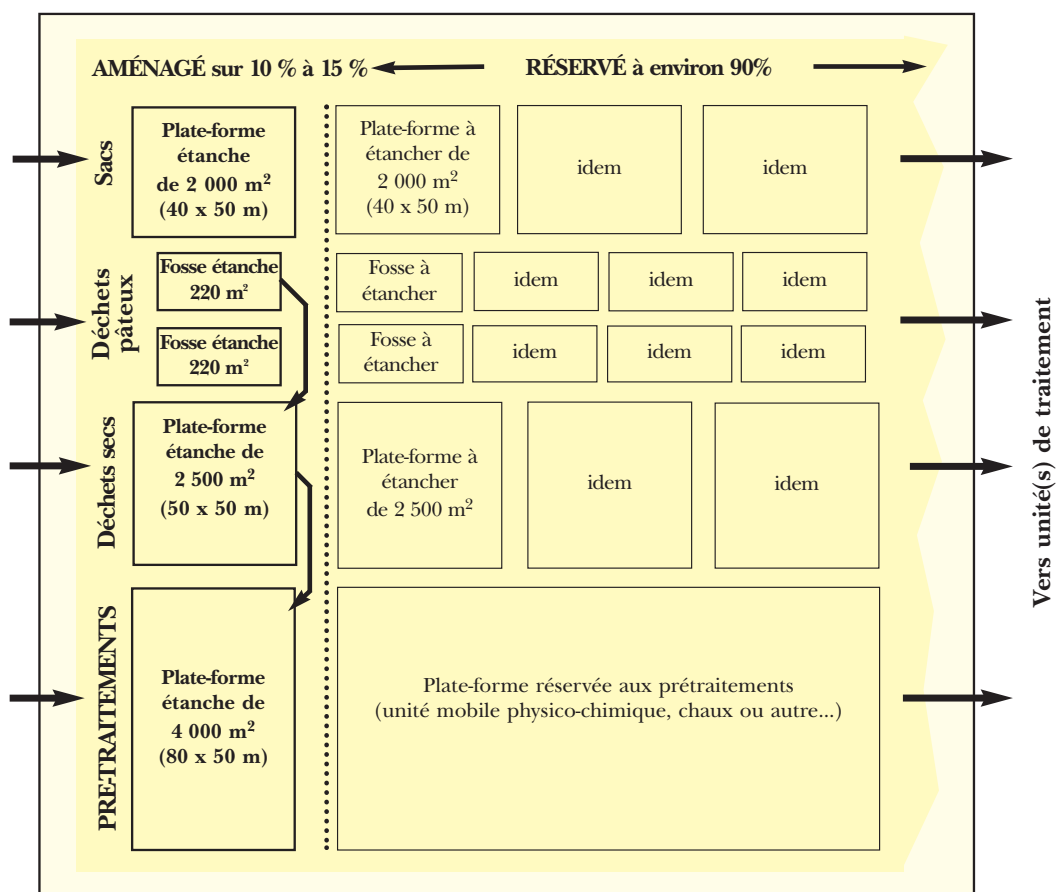 AMÉNAGÉ sur 10 % à 15 %
RÉSERVÉ à environ 90%
Sacs
Plate-forme
étanche
de 2 000 m²
(40 x 50 m)
Plate-forme à
étancher de
2 000 m²
(40 x 50 m)
idem
idem
Déchets
pâteux
Fosse étanche
220 m²
Fosse à
étancher
idem
idem
idem
Fosse étanche
220 m²
Fosse à
étancher
idem
idem
idem
Déchets secs
Plate-forme
étanche de
2 500 m²
(50 x 50 m)
Plate-forme à
étancher
de 2 500 m²
idem
idem
PRE-TRAITEMENTS
Plate-forme
étanche de
4 000 m²
(80 x 50 m)
Plate-forme réservée aux prétraitements
(unité mobile physico-chimique, chaux ou autre...)
Vers unité(s) de traitement